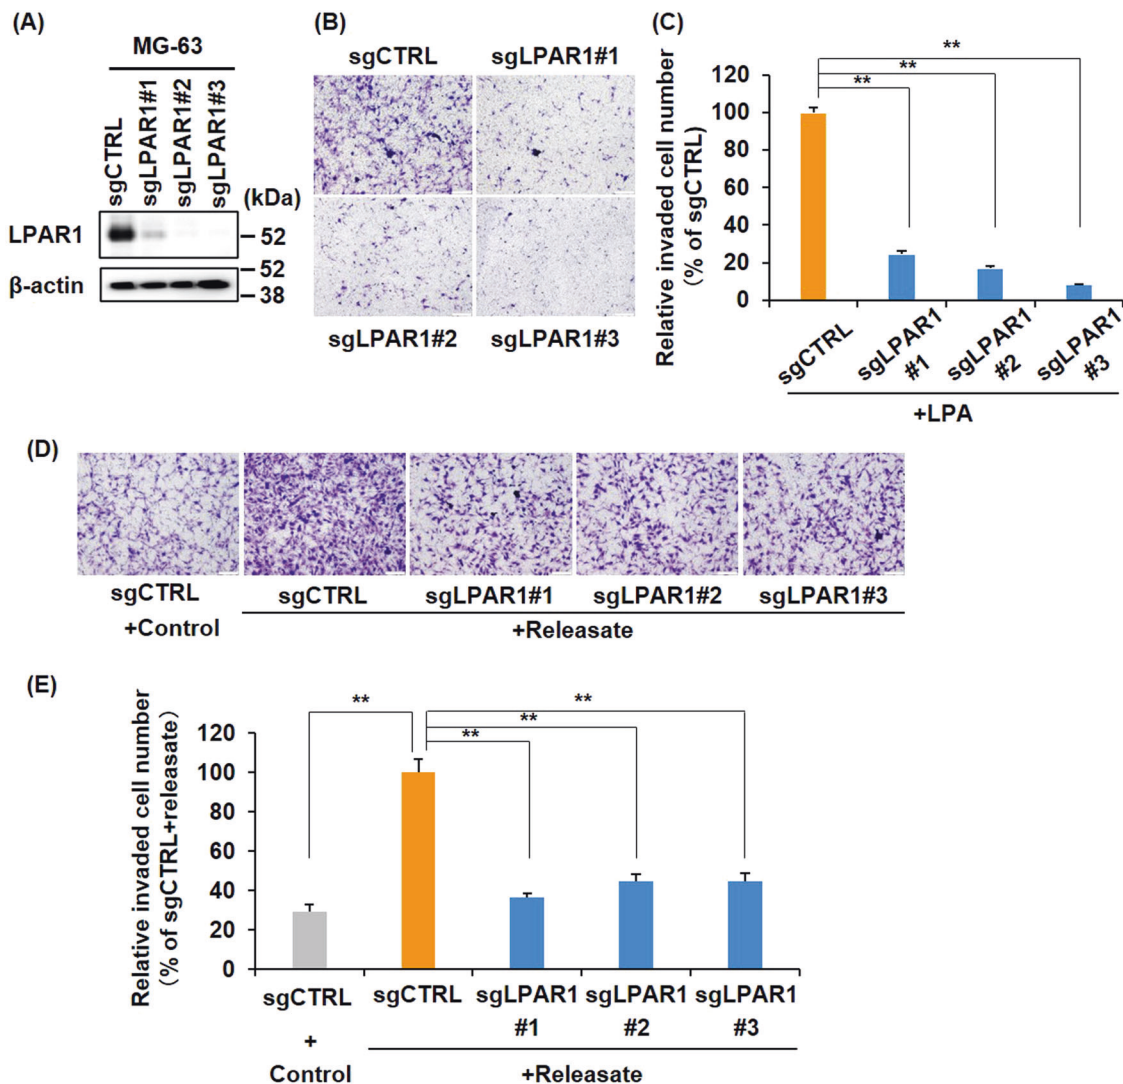 (A)
MG-63
sgCTRL
sgLPAR1#1
sgLPAR1#2
sgLPAR1#3
(kDa)
LPAR1
52
β-actin
52
38
(B)
sgCTRL sgLPAR1#1
sgLPAR1#2 sgLPAR1#3
(C)
Relative invaded cell number
(% of sgCTRL)
120
100
80
60
40
20
0
**
**
**
sgCTRL
sgLPAR1
#1
sgLPAR1
#2
sgLPAR1
#3
+LPA
(D)
sgCTRL sgCTRL sgLPAR1#1 sgLPAR1#2 sgLPAR1#3
+Control +Releasate
(E)
Relative invaded cell number
(% of sgCTRL+releasate)
120
100
80
60
40
20
0
**
**
**
**
sgCTRL sgCTRL sgLPAR1 sgLPAR1 sgLPAR1
+ #1 #2 #3
Control +Releasate